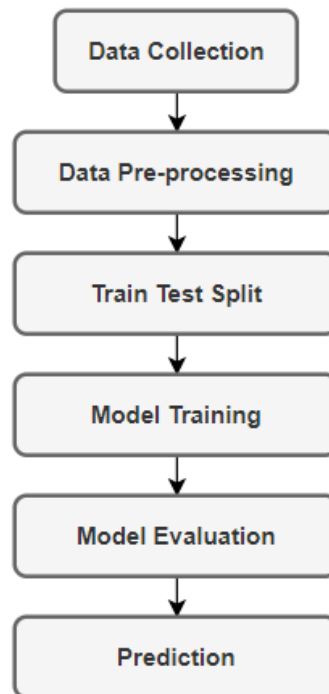 Data Collection
Data Pre-processing
Train Test Split
Model Training
Model Evaluation
Prediction